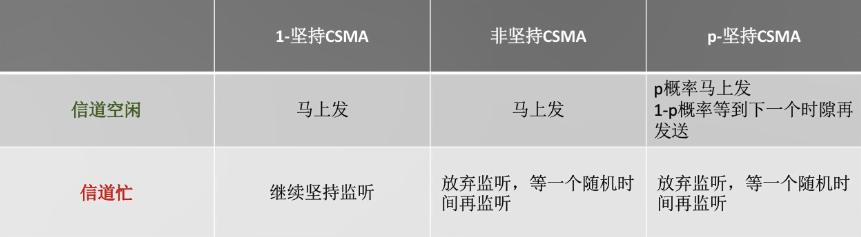 1-坚持CSMA
非坚持CSMA
p-坚持CSMA
信道空闲
马上发
马上发
p概率马上发
1-p概率等到下一个时隙再
发送
信道忙
继续坚持监听
放弃监听，等一个随机时
间再监听
放弃监听，等一个随机时
间再监听